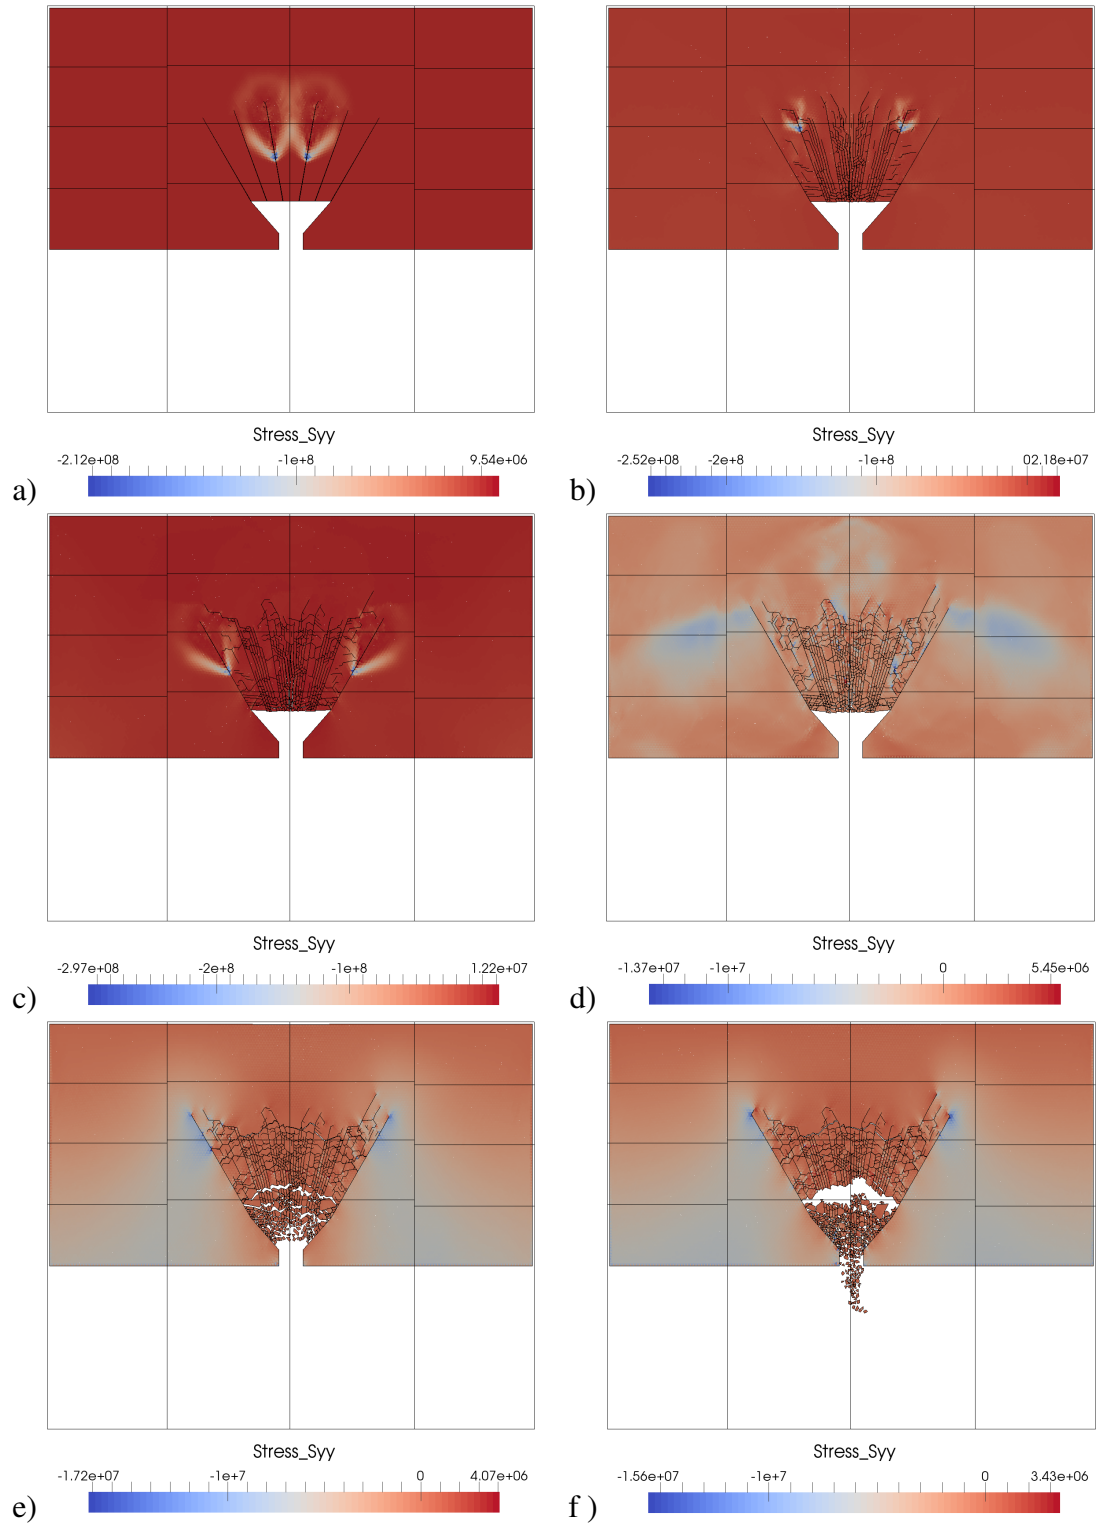 Stress_Syy
-2.12e+08 -1e+8 9.54e+06
a)
Stress_Syy
-2.52e+08 -2e+8 -1e+8 02.18e+07
b)
Stress_Syy
-2.97e+08 -2e+8 -1e+8 1.22e+07
c)
Stress_Syy
-1.37e+07 -1e+7 0 5.45e+06
d)
Stress_Syy
-1.72e+07 -1e+7 0 4.07e+06
e)
Stress_Syy
-1.56e+07 -1e+7 0 3.43e+06
f )